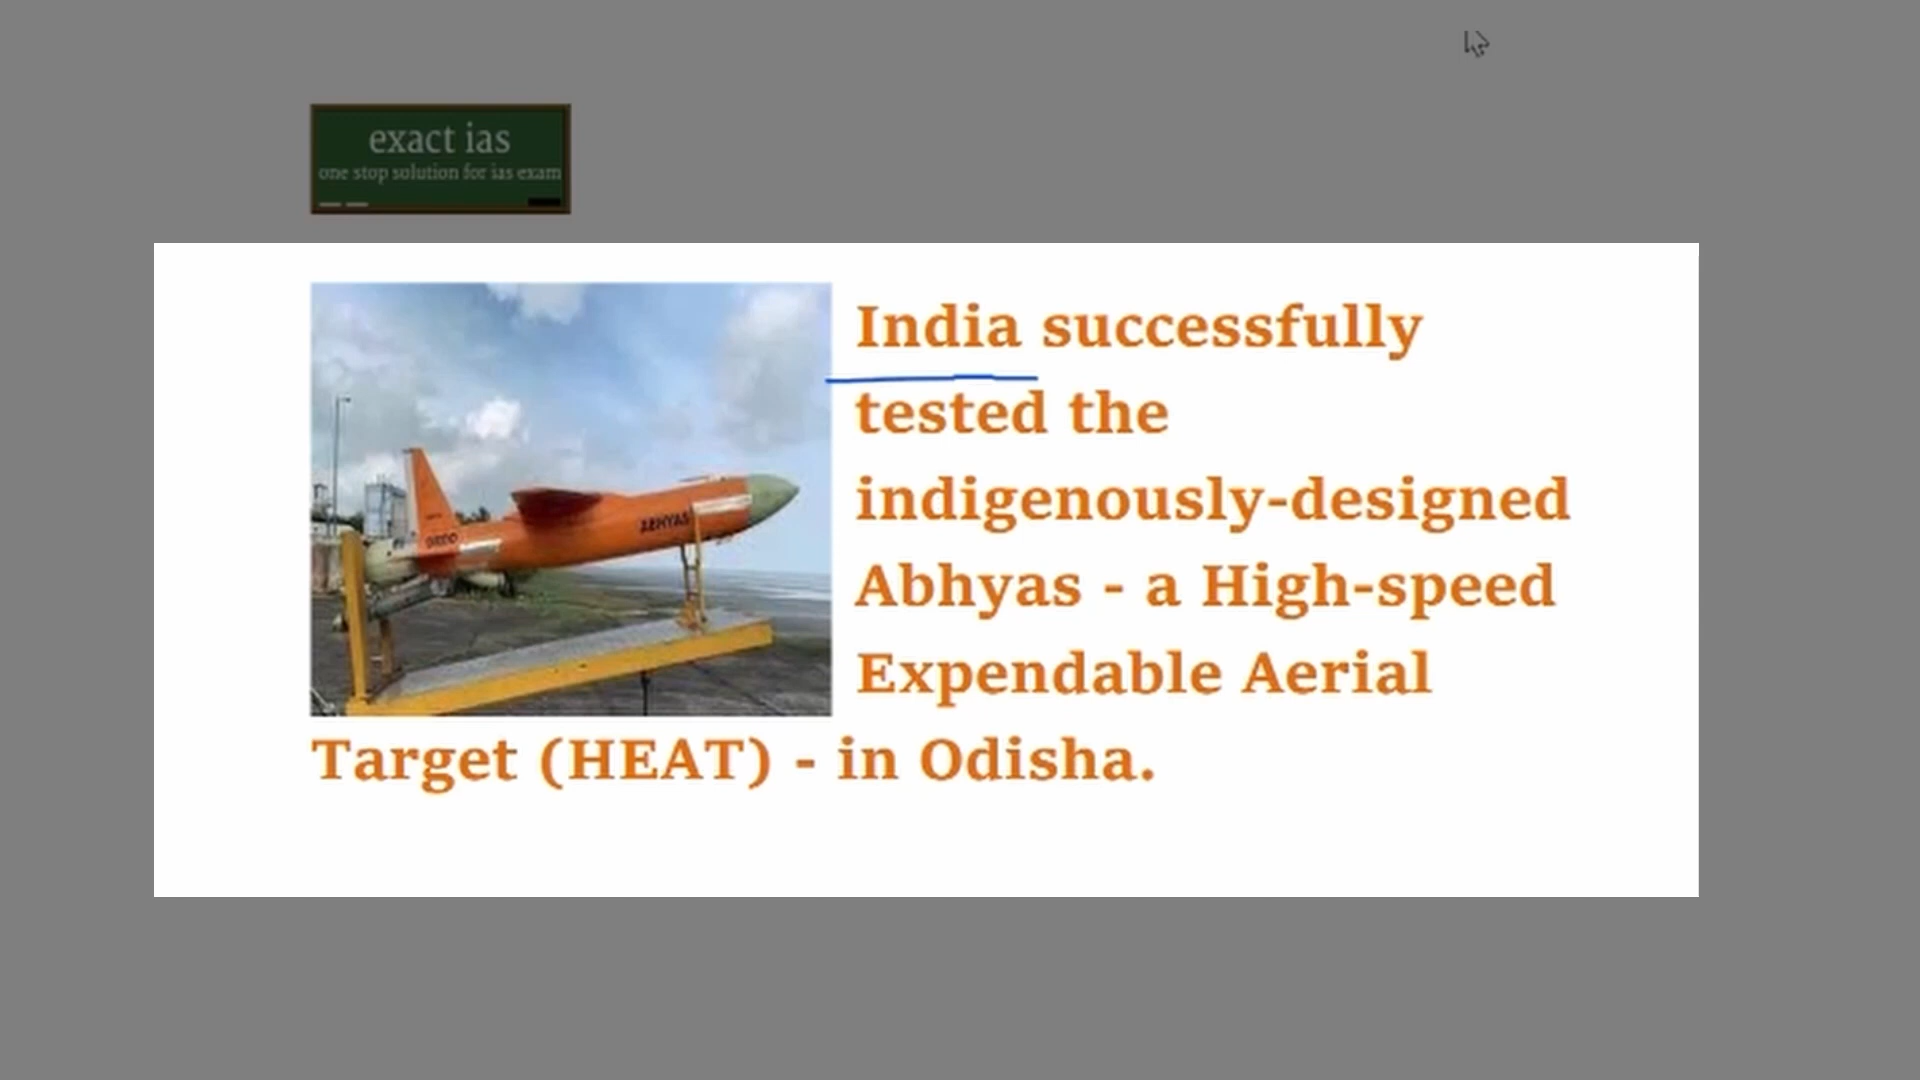 exact ias
one stop solution for ias exam
India successfully
tested the
indigenously-designed
Abhyas - a High-speed
Expendable Aerial
Target (HEAT) - in Odisha.
ABHYAS
DRDO